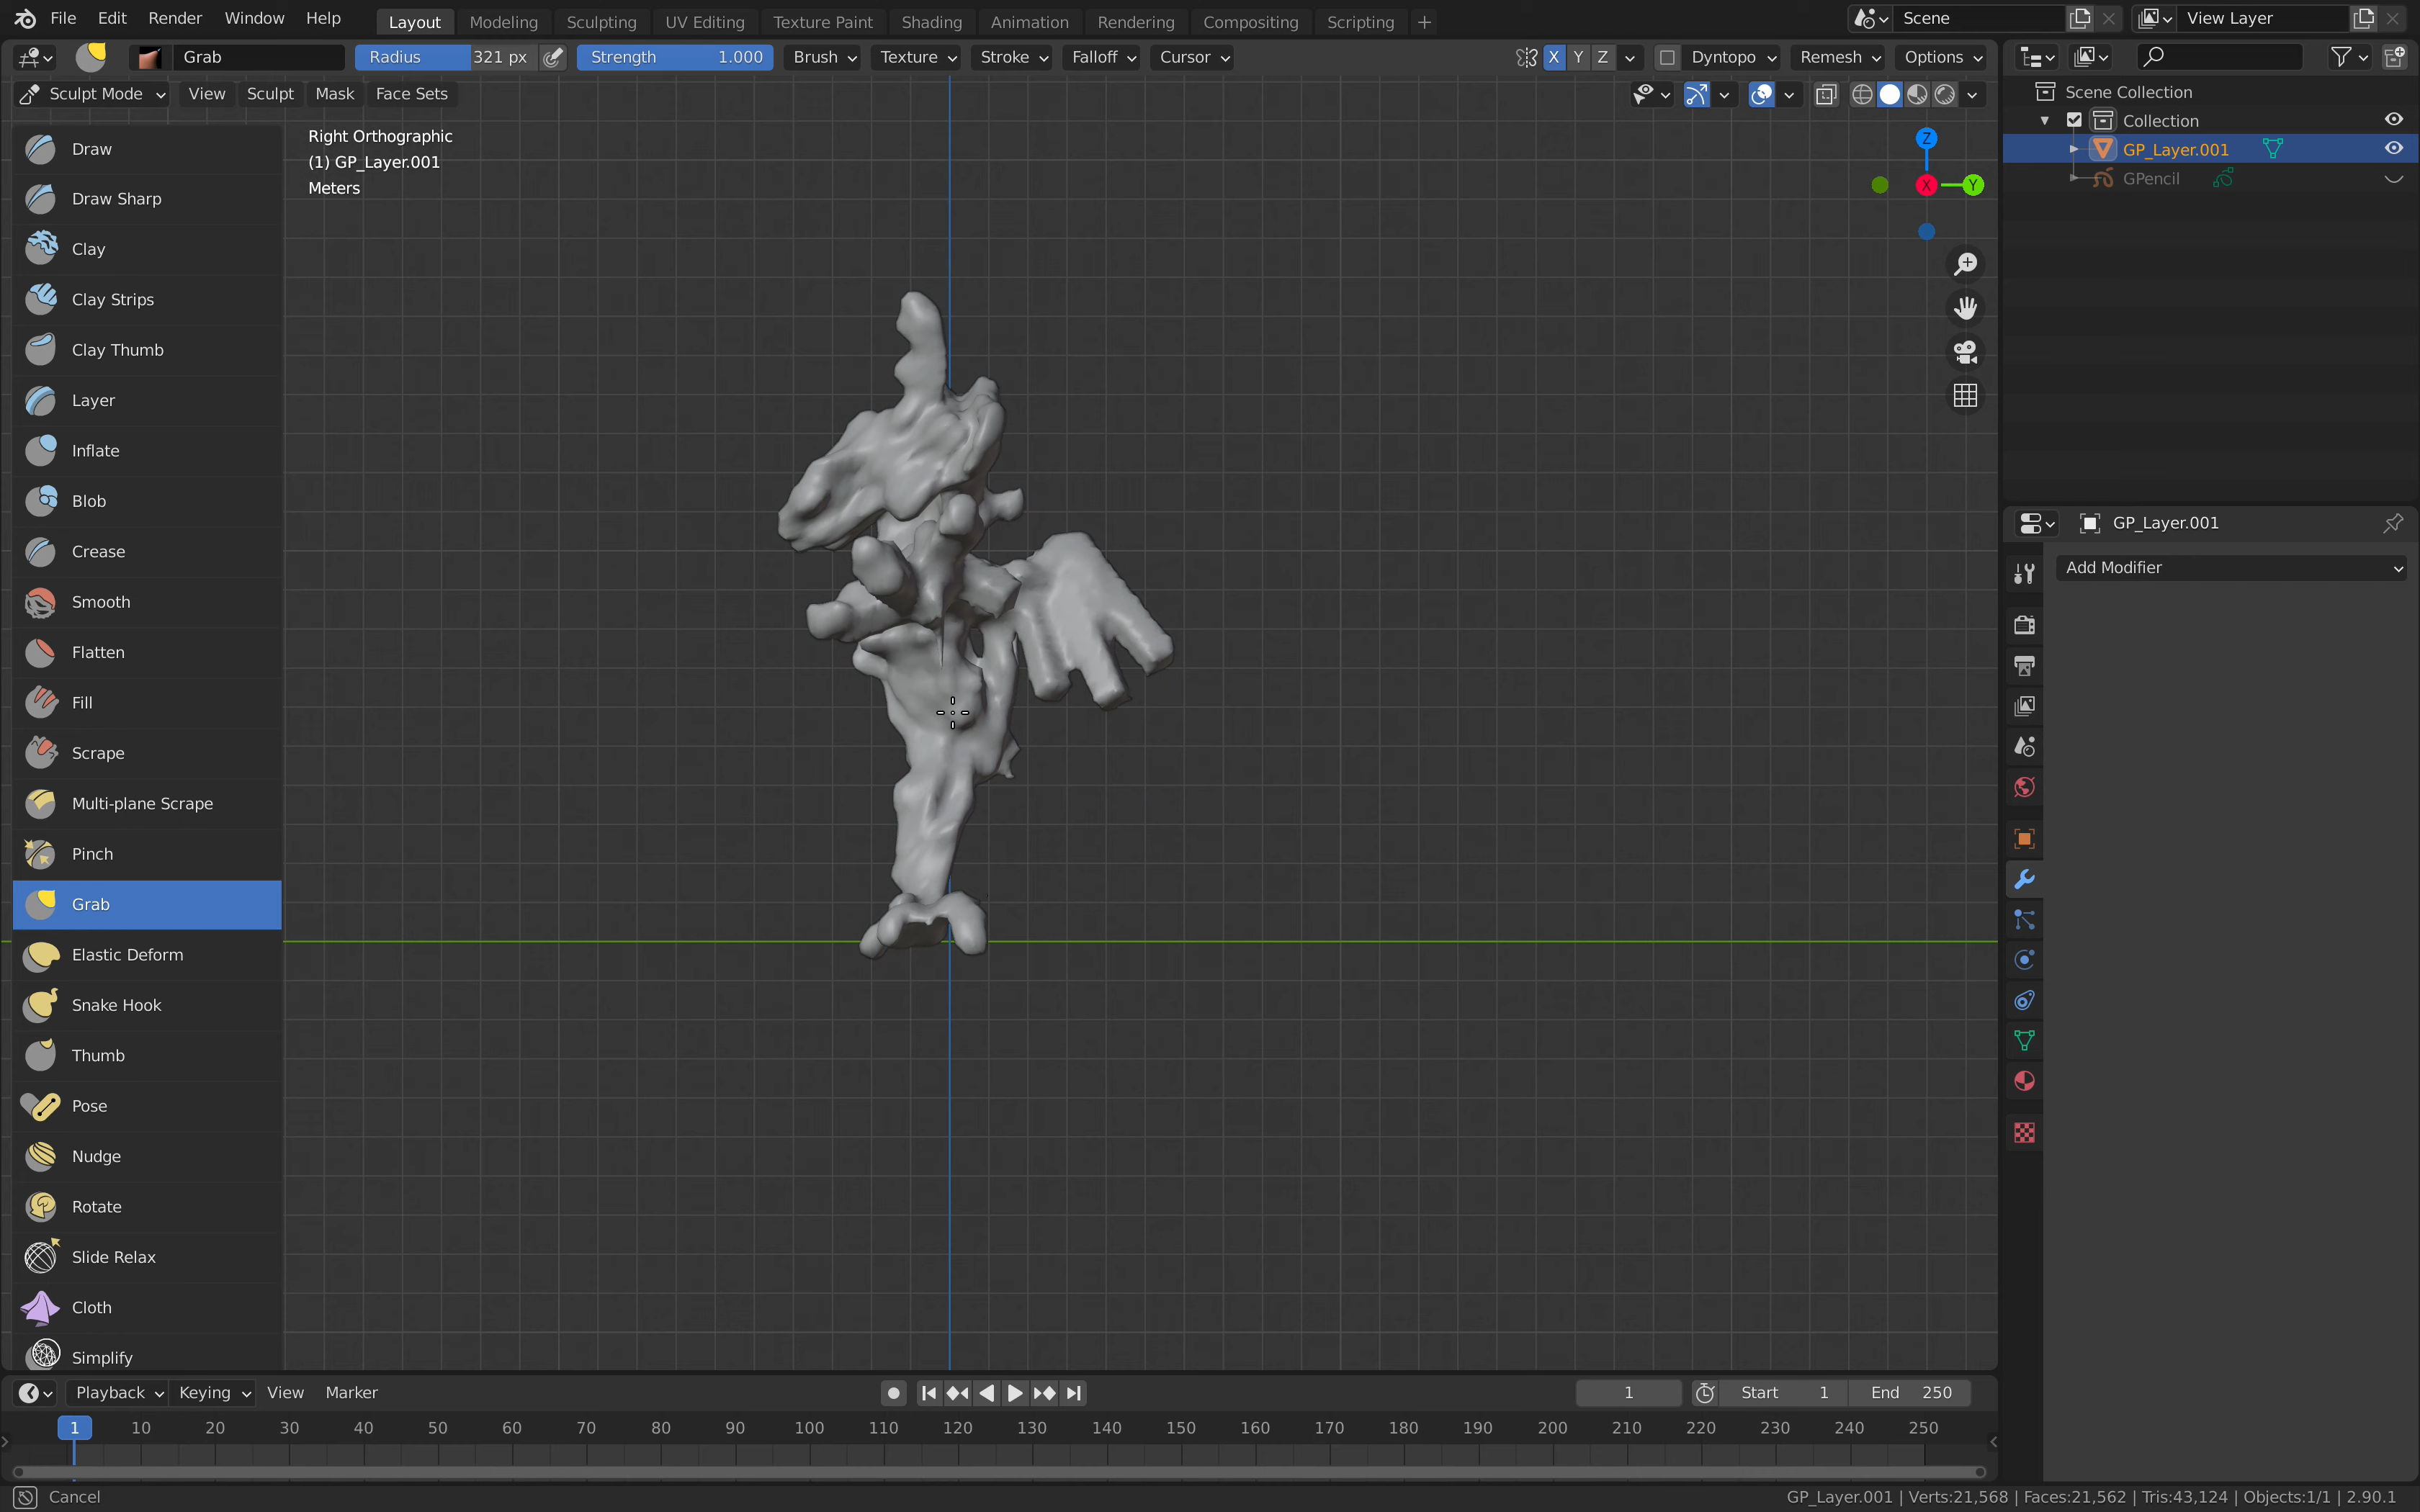 File Edit Render Window Help Layout Modeling Sculpting UV Editing Texture Paint Shading Animation Rendering Compositing Scripting + Scene View Layer
Grab Radius 321 px Strength 1.000 Brush Texture Stroke Falloff Cursor X Y Z Dyntopo Remesh Options
Sculpt Mode View Sculpt Mask Face Sets
Scene Collection
Collection
GP_Layer.001
GPencil
Right Orthographic
(1) GP_Layer.001
Meters
Z
X Y
Draw
Draw Sharp
Clay
Clay Strips
Clay Thumb
Layer
Inflate
Blob
Crease
Smooth
Flatten
Fill
Scrape
Multi-plane Scrape
Pinch
Grab
Elastic Deform
Snake Hook
Thumb
Pose
Nudge
Rotate
Slide Relax
Cloth
Simplify
GP_Layer.001
Add Modifier
Playback Keying View Marker 1 Start 1 End 250
1 10 20 30 40 50 60 70 80 90 100 110 120 130 140 150 160 170 180 190 200 210 220 230 240 250
Cancel GP_Layer.001 | Verts:21,568 | Faces:21,562 | Tris:43,124 | Objects:1/1 | 2.90.1